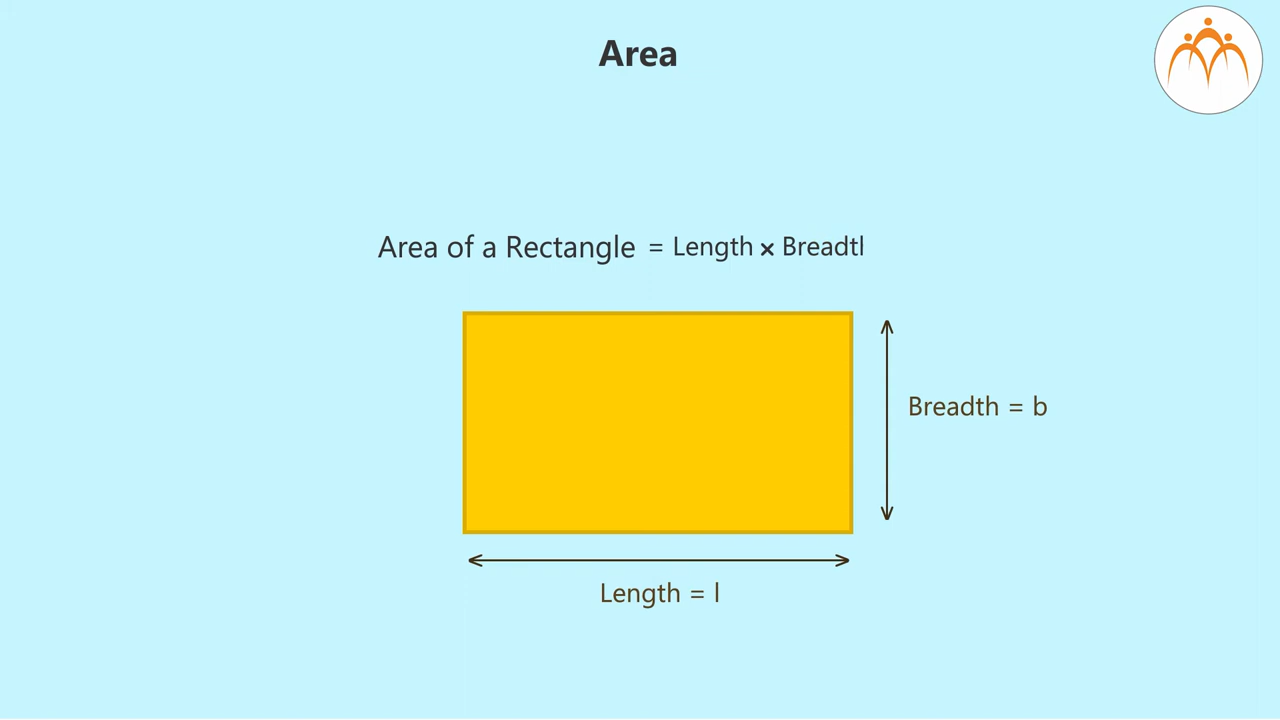 Area
Area of a Rectangle = Length × Breadtl
Breadth = b
Length = l